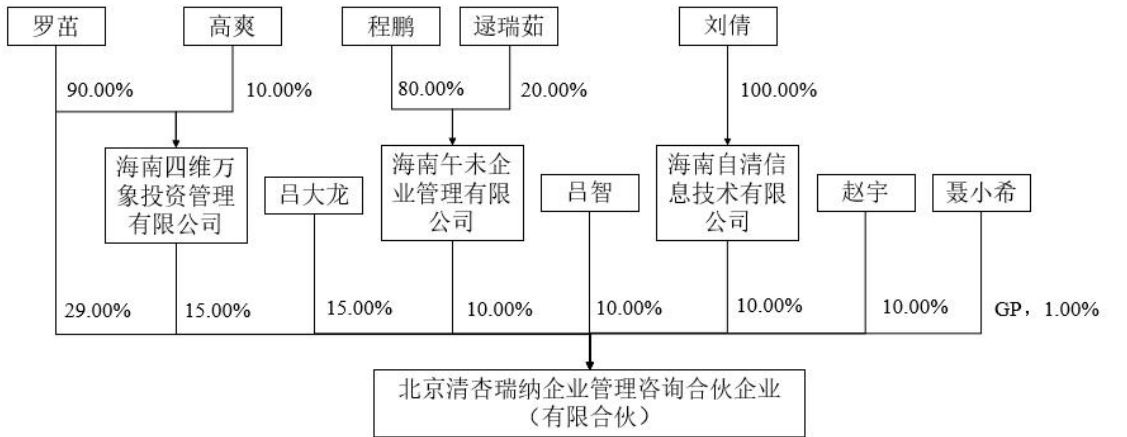 罗茁
高爽
程鹏
逯瑞茹
刘倩
90.00%
10.00%
80.00%
20.00%
100.00%
海南四维万
象投资管理
有限公司
吕大龙
海南午未企
业管理有限
公司
吕智
海南自清信
息技术有限
公司
赵宇
聂小希
29.00%
15.00%
15.00%
10.00%
10.00%
10.00%
10.00%
GP，1.00%
北京清杏瑞纳企业管理咨询合伙企业
（有限合伙）